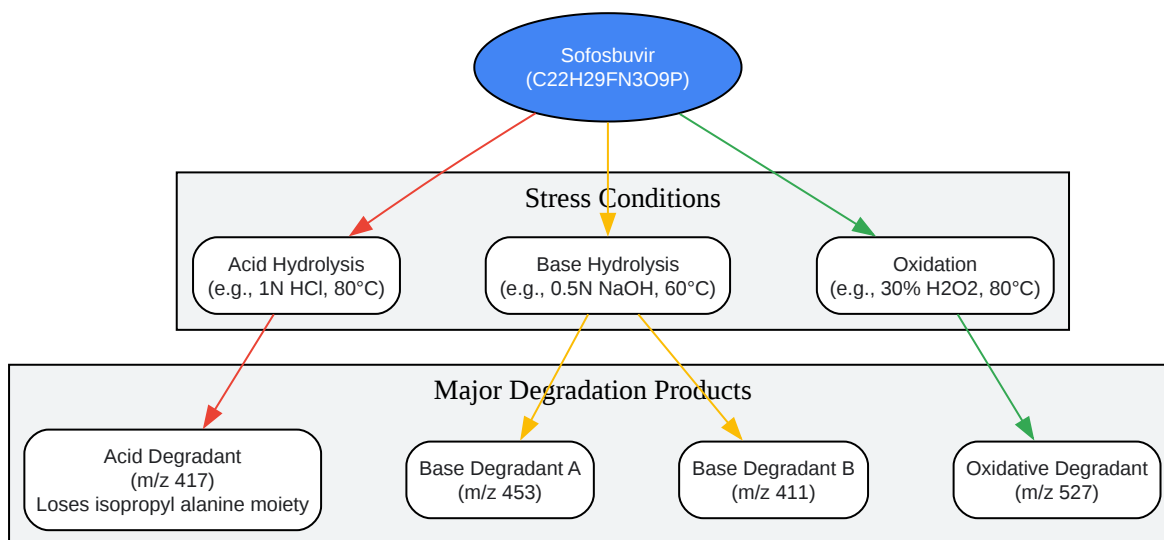 Sofosbuvir
(C22H29FN3O9P)
Stress Conditions
Acid Hydrolysis
(e.g., 1N HCl, 80°C)
Base Hydrolysis
(e.g., 0.5N NaOH, 60°C)
Oxidation
(e.g., 30% H2O2, 80°C)
Major Degradation Products
Acid Degradant
(m/z 417)
Loses isopropyl alanine moiety
Base Degradant A
(m/z 453)
Base Degradant B
(m/z 411)
Oxidative Degradant
(m/z 527)